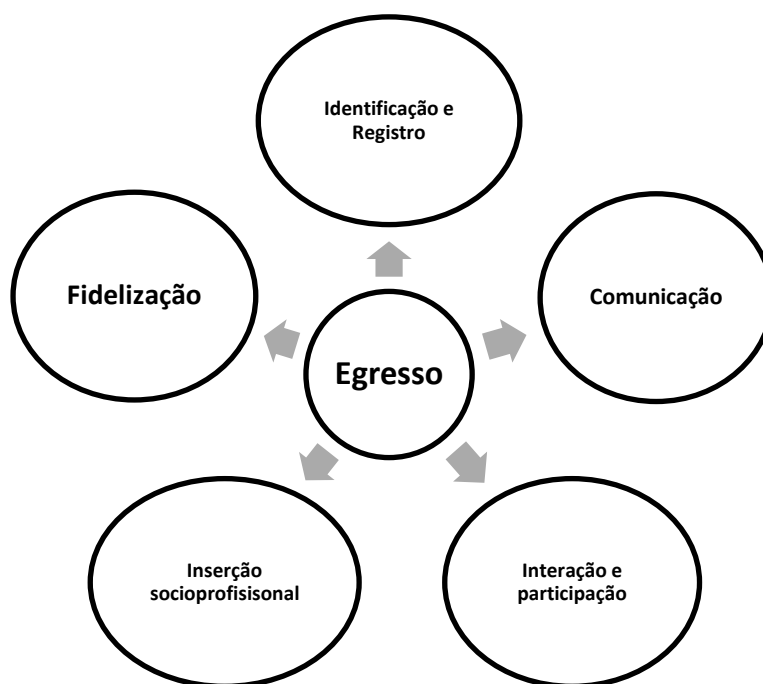 Identificação e
Registro
Fidelização
Comunicação
Egresso
Inserção
socioprofisisonal
Interação e
participação